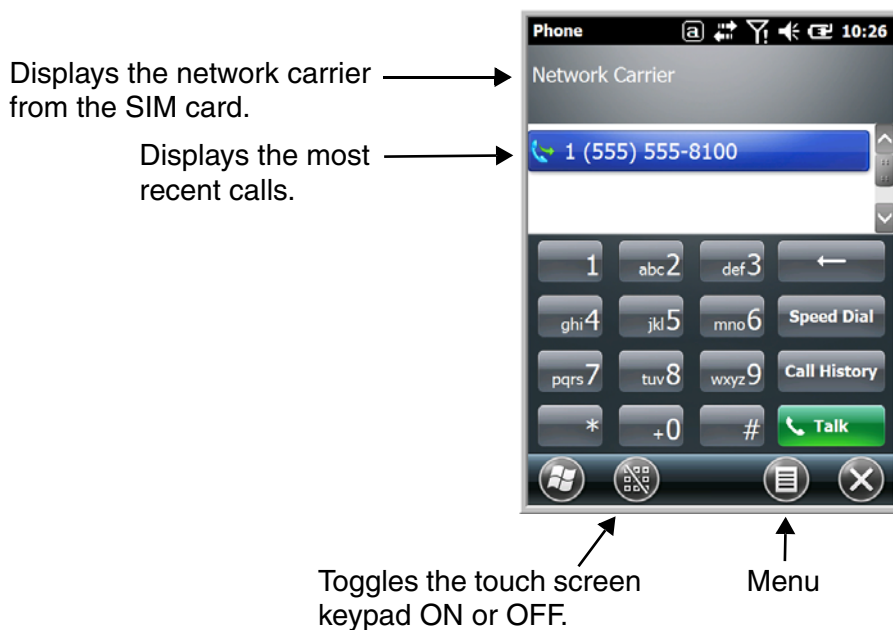 Phone a 10:26
Displays the network carrier
from the SIM card.
Network Carrier
Displays the most
recent calls.
1 (555) 555-8100
1 abc2 def3
ghi4 jkl5 mno6 Speed Dial
pqrs7 tuv8 wxyz9 Call History
* +0 # Talk
Toggles the touch screen
keypad ON or OFF.
Menu